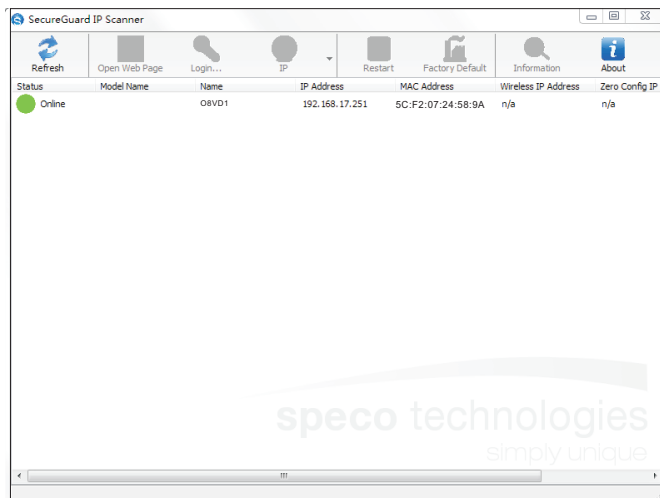 SecureGuard IP Scanner
Refresh Open Web Page Login... IP Restart Factory Default Information About
Status Model Name Name IP Address MAC Address Wireless IP Address Zero Config IP
Online O8VD1 192.168.17.251 5C:F2:07:24:58:9A n/a n/a
speco technologies
simply unique